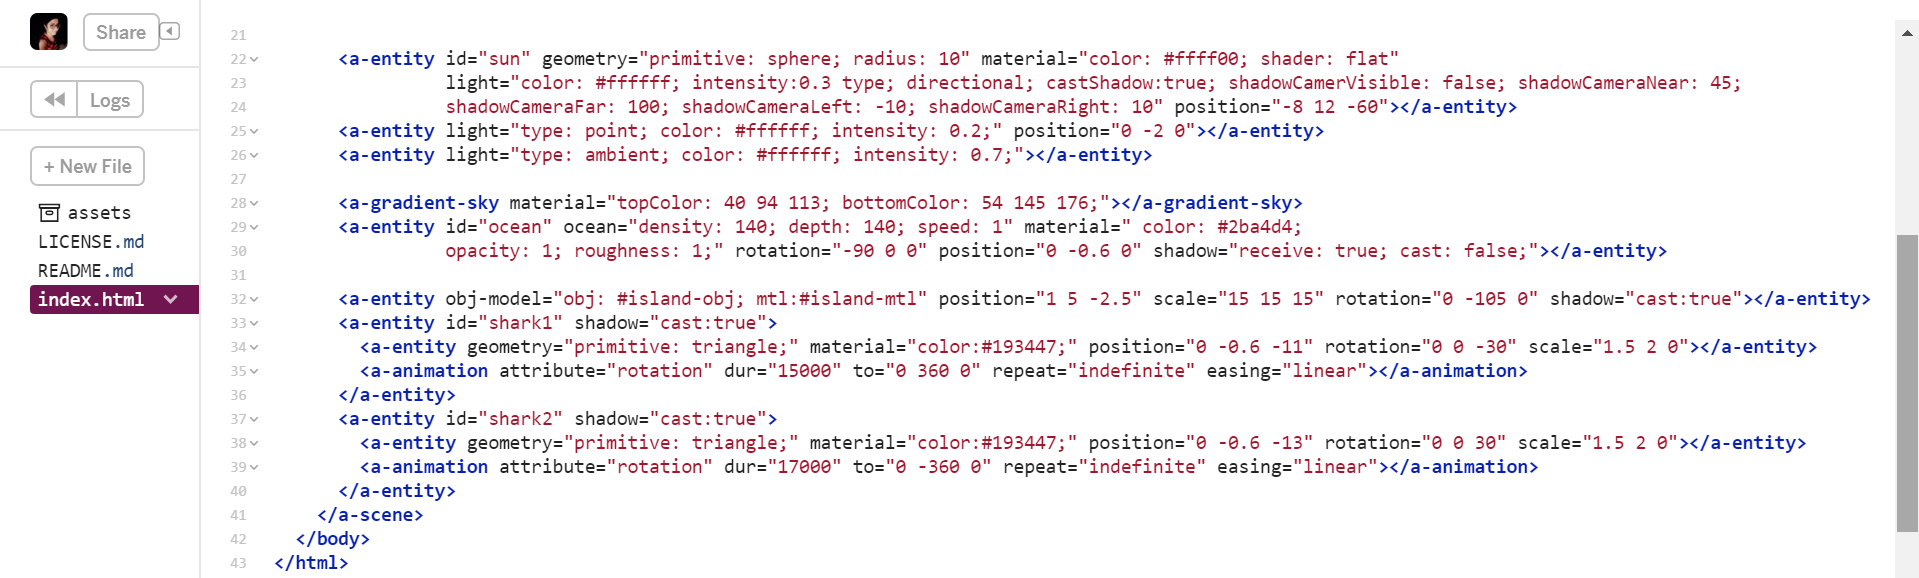 Share
Logs
+ New File
assets
LICENSE.md
README.md
index.html
21
22 <a-entity id="sun" geometry="primitive: sphere; radius: 10" material="color: #ffff00; shader: flat"
23 light="color: #ffffff; intensity:0.3 type; directional; castShadow:true; shadowCamerVisible: false; shadowCameraNear: 45;
24 shadowCameraFar: 100; shadowCameraLeft: -10; shadowCameraRight: 10" position="-8 12 -60"></a-entity>
25 <a-entity light="type: point; color: #ffffff; intensity: 0.2;" position="0 -2 0"></a-entity>
26 <a-entity light="type: ambient; color: #ffffff; intensity: 0.7;"></a-entity>
27
28 <a-gradient-sky material="topColor: 40 94 113; bottomColor: 54 145 176;"></a-gradient-sky>
29 <a-entity id="ocean" ocean="density: 140; depth: 140; speed: 1" material=" color: #2ba4d4;
30 opacity: 1; roughness: 1;" rotation="-90 0 0" position="0 -0.6 0" shadow="receive: true; cast: false;"></a-entity>
31
32 <a-entity obj-model="obj: #island-obj; mtl:#island-mtl" position="1 5 -2.5" scale="15 15 15" rotation="0 -105 0" shadow="cast:true"></a-entity>
33 <a-entity id="shark1" shadow="cast:true">
34 <a-entity geometry="primitive: triangle;" material="color:#193447;" position="0 -0.6 -11" rotation="0 0 -30" scale="1.5 2 0"></a-entity>
35 <a-animation attribute="rotation" dur="15000" to="0 360 0" repeat="indefinite" easing="linear"></a-animation>
36 </a-entity>
37 <a-entity id="shark2" shadow="cast:true">
38 <a-entity geometry="primitive: triangle;" material="color:#193447;" position="0 -0.6 -13" rotation="0 0 30" scale="1.5 2 0"></a-entity>
39 <a-animation attribute="rotation" dur="17000" to="0 -360 0" repeat="indefinite" easing="linear"></a-animation>
40 </a-entity>
41 </a-scene>
42 </body>
43 </html>